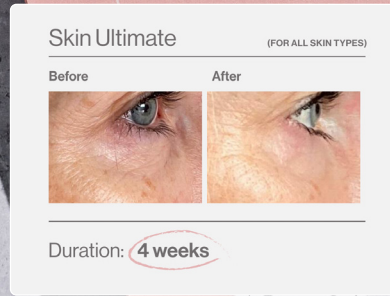 Skin Ultimate
(FOR ALL SKIN TYPES)
Before
After
Duration: 4 weeks